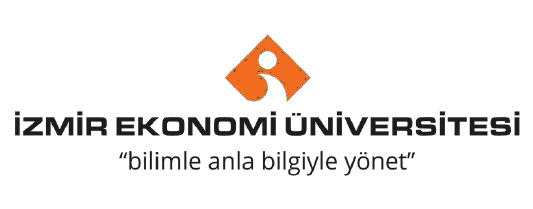 İZMİR EKONOMİ ÜNİVERSİTESİ
“bilimle anla bilgiyle yönet”